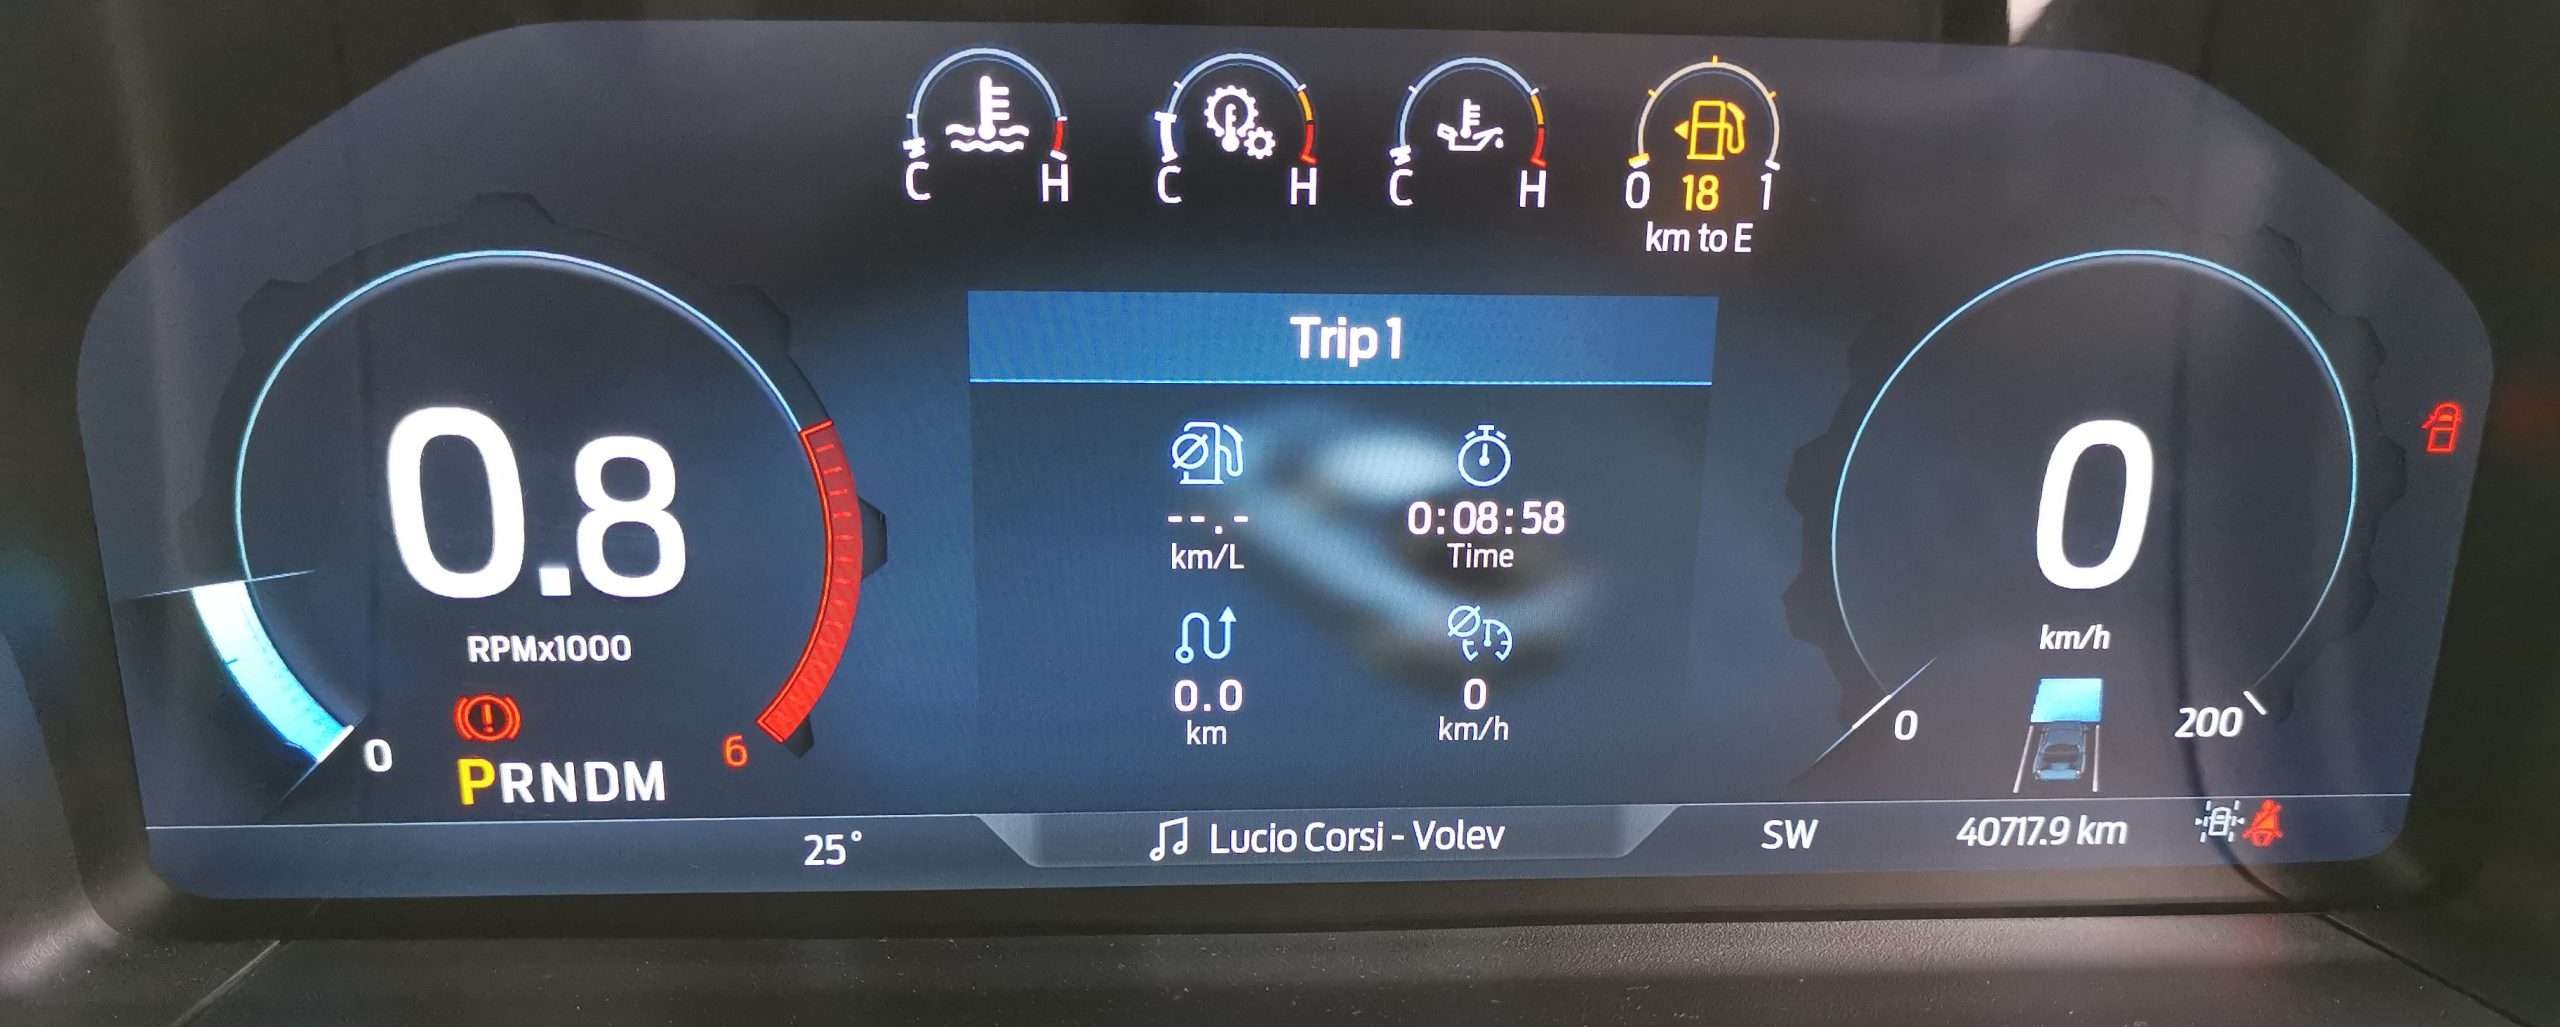 C H
C H
C H
0 18 1
km to E
Trip 1
--.-
km/L
0:08:58
Time
0.0
km
0
km/h
0.8
RPMx1000
0 6
PRNDM
0
km/h
0 200
25°
Lucio Corsi - Volev
SW
40717.9 km